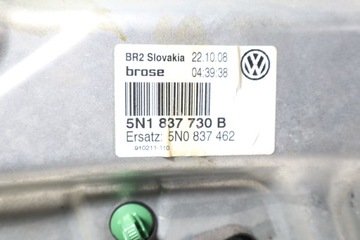 BR2 Slovakia 22.10.08
brose 04:39:38
5N1 837 730 B
Ersatz: 5N0 837 462